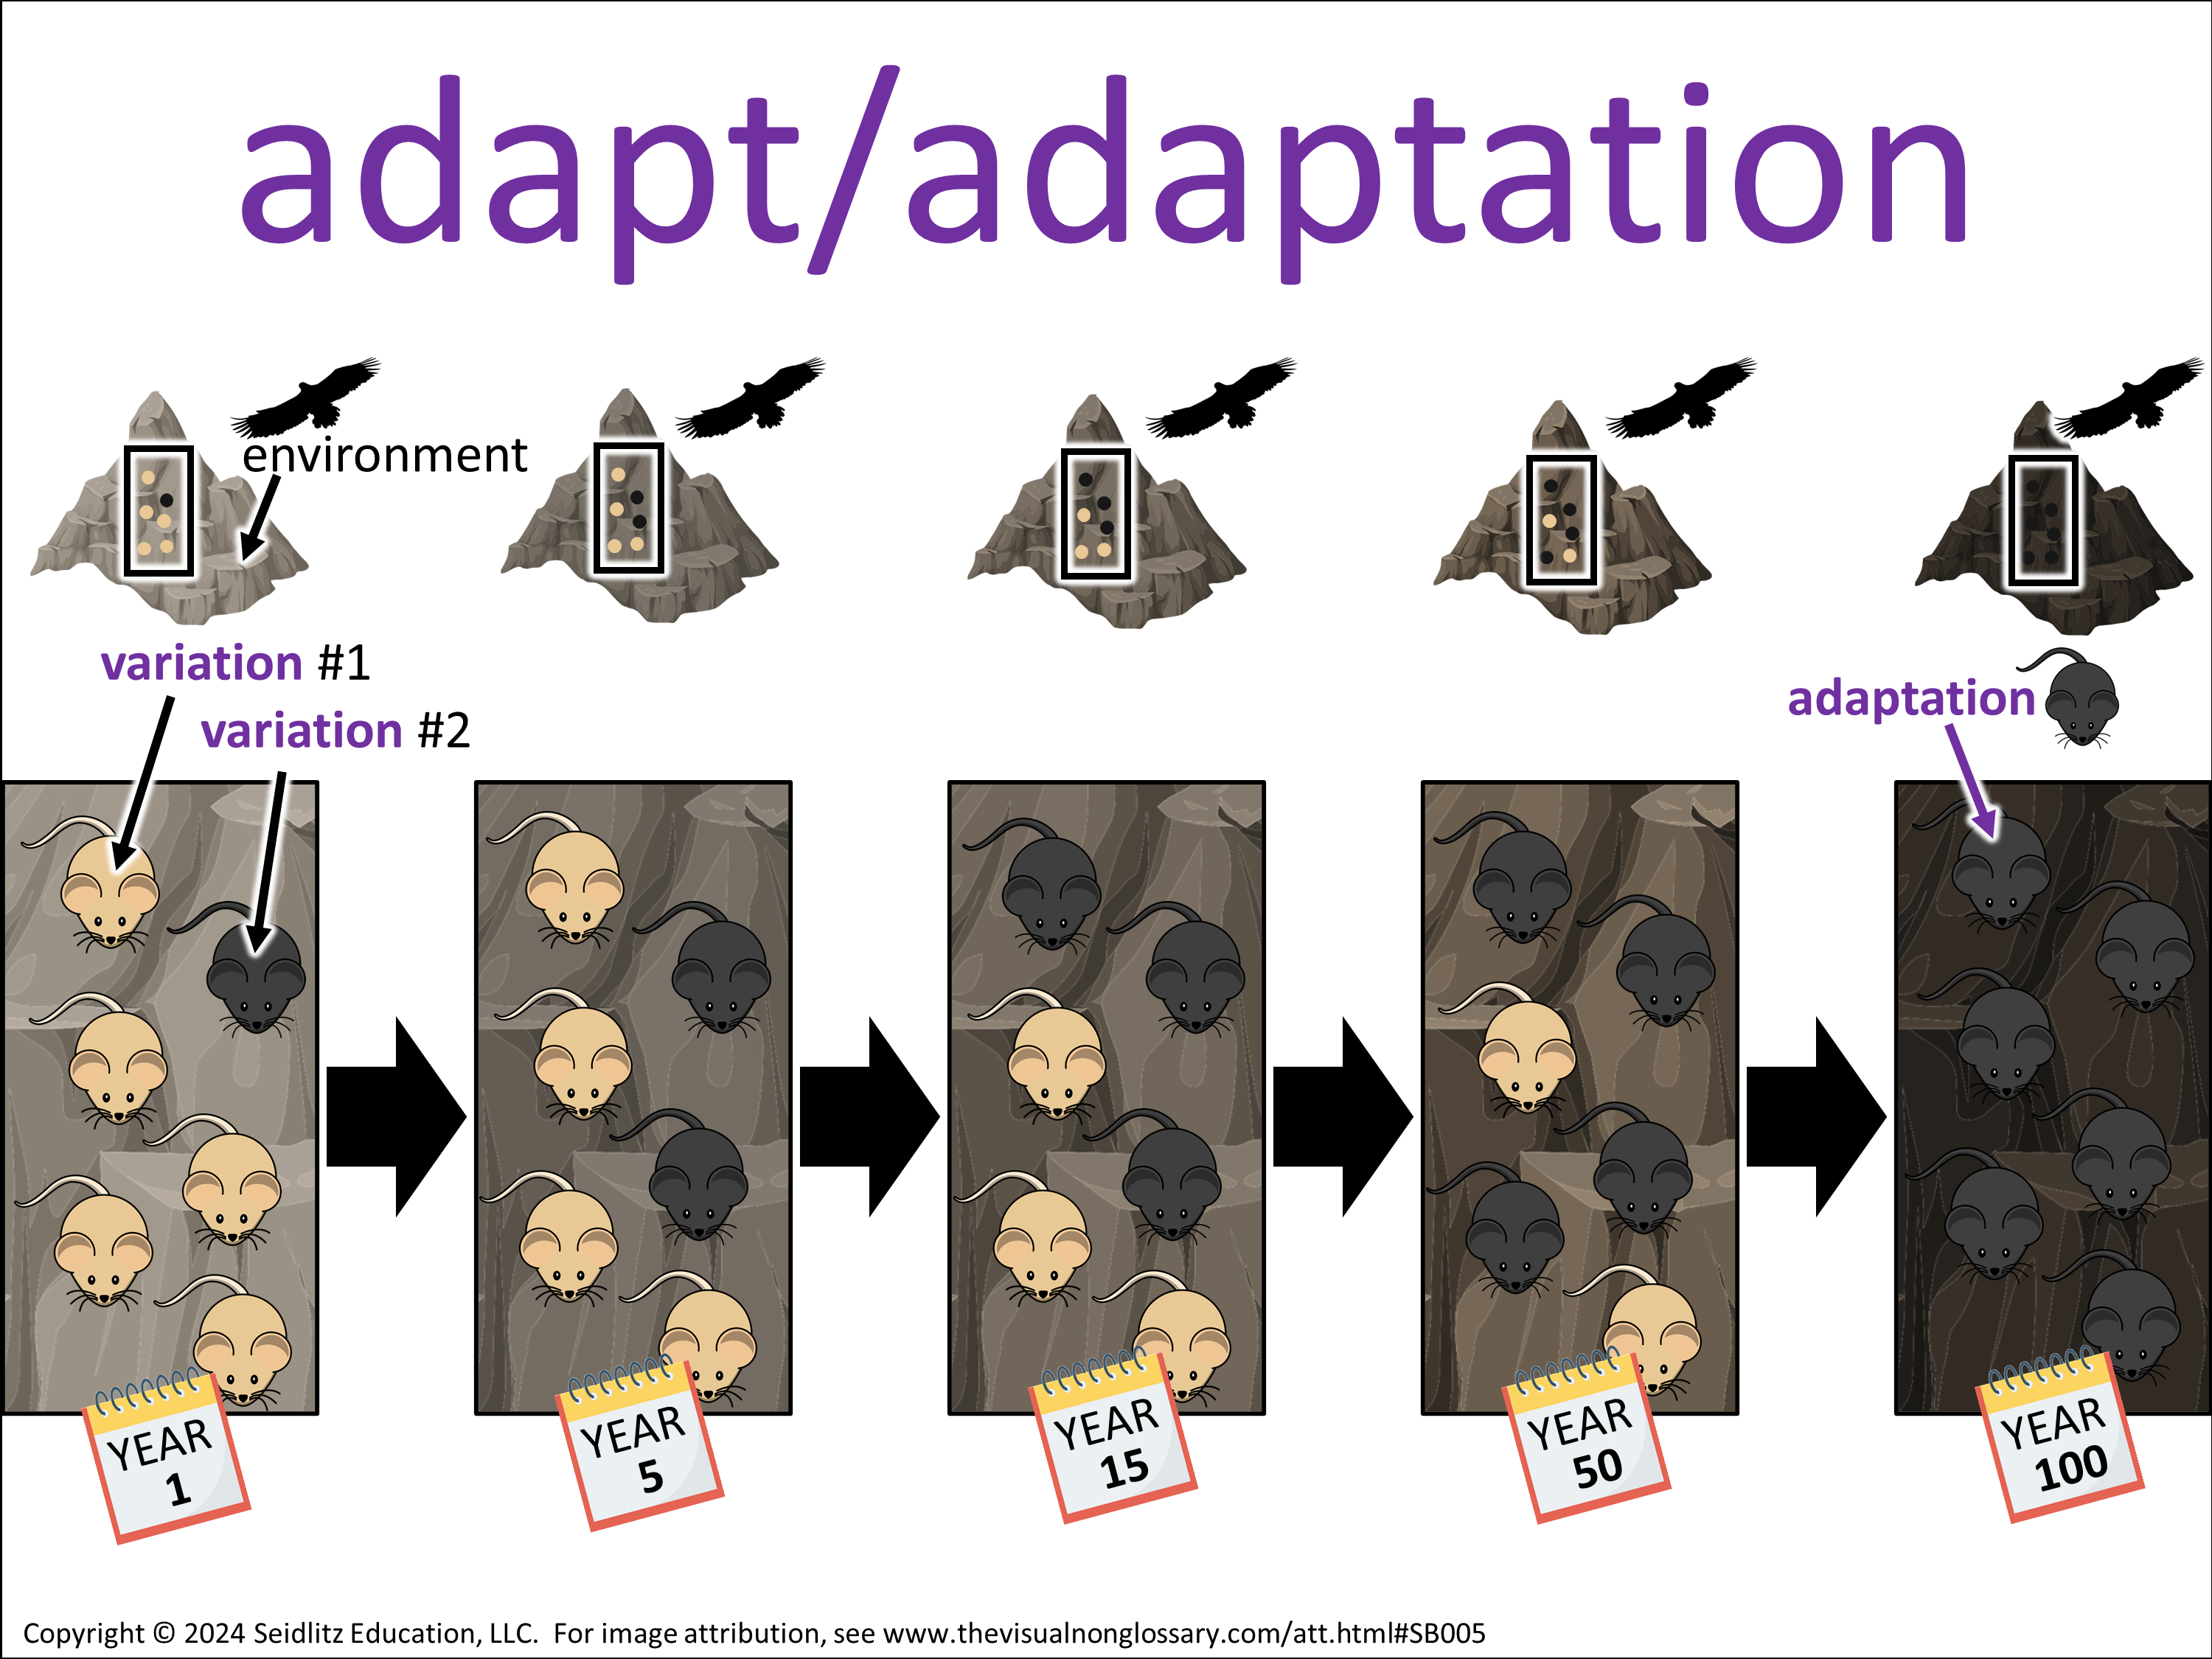 adapt/adaptation
environment
variation #1
variation #2
adaptation
YEAR
1
YEAR
5
YEAR
15
YEAR
50
YEAR
100
Copyright © 2024 Seidlitz Education, LLC.  For image attribution, see www.thevisualnonglossary.com/att.html#SB005